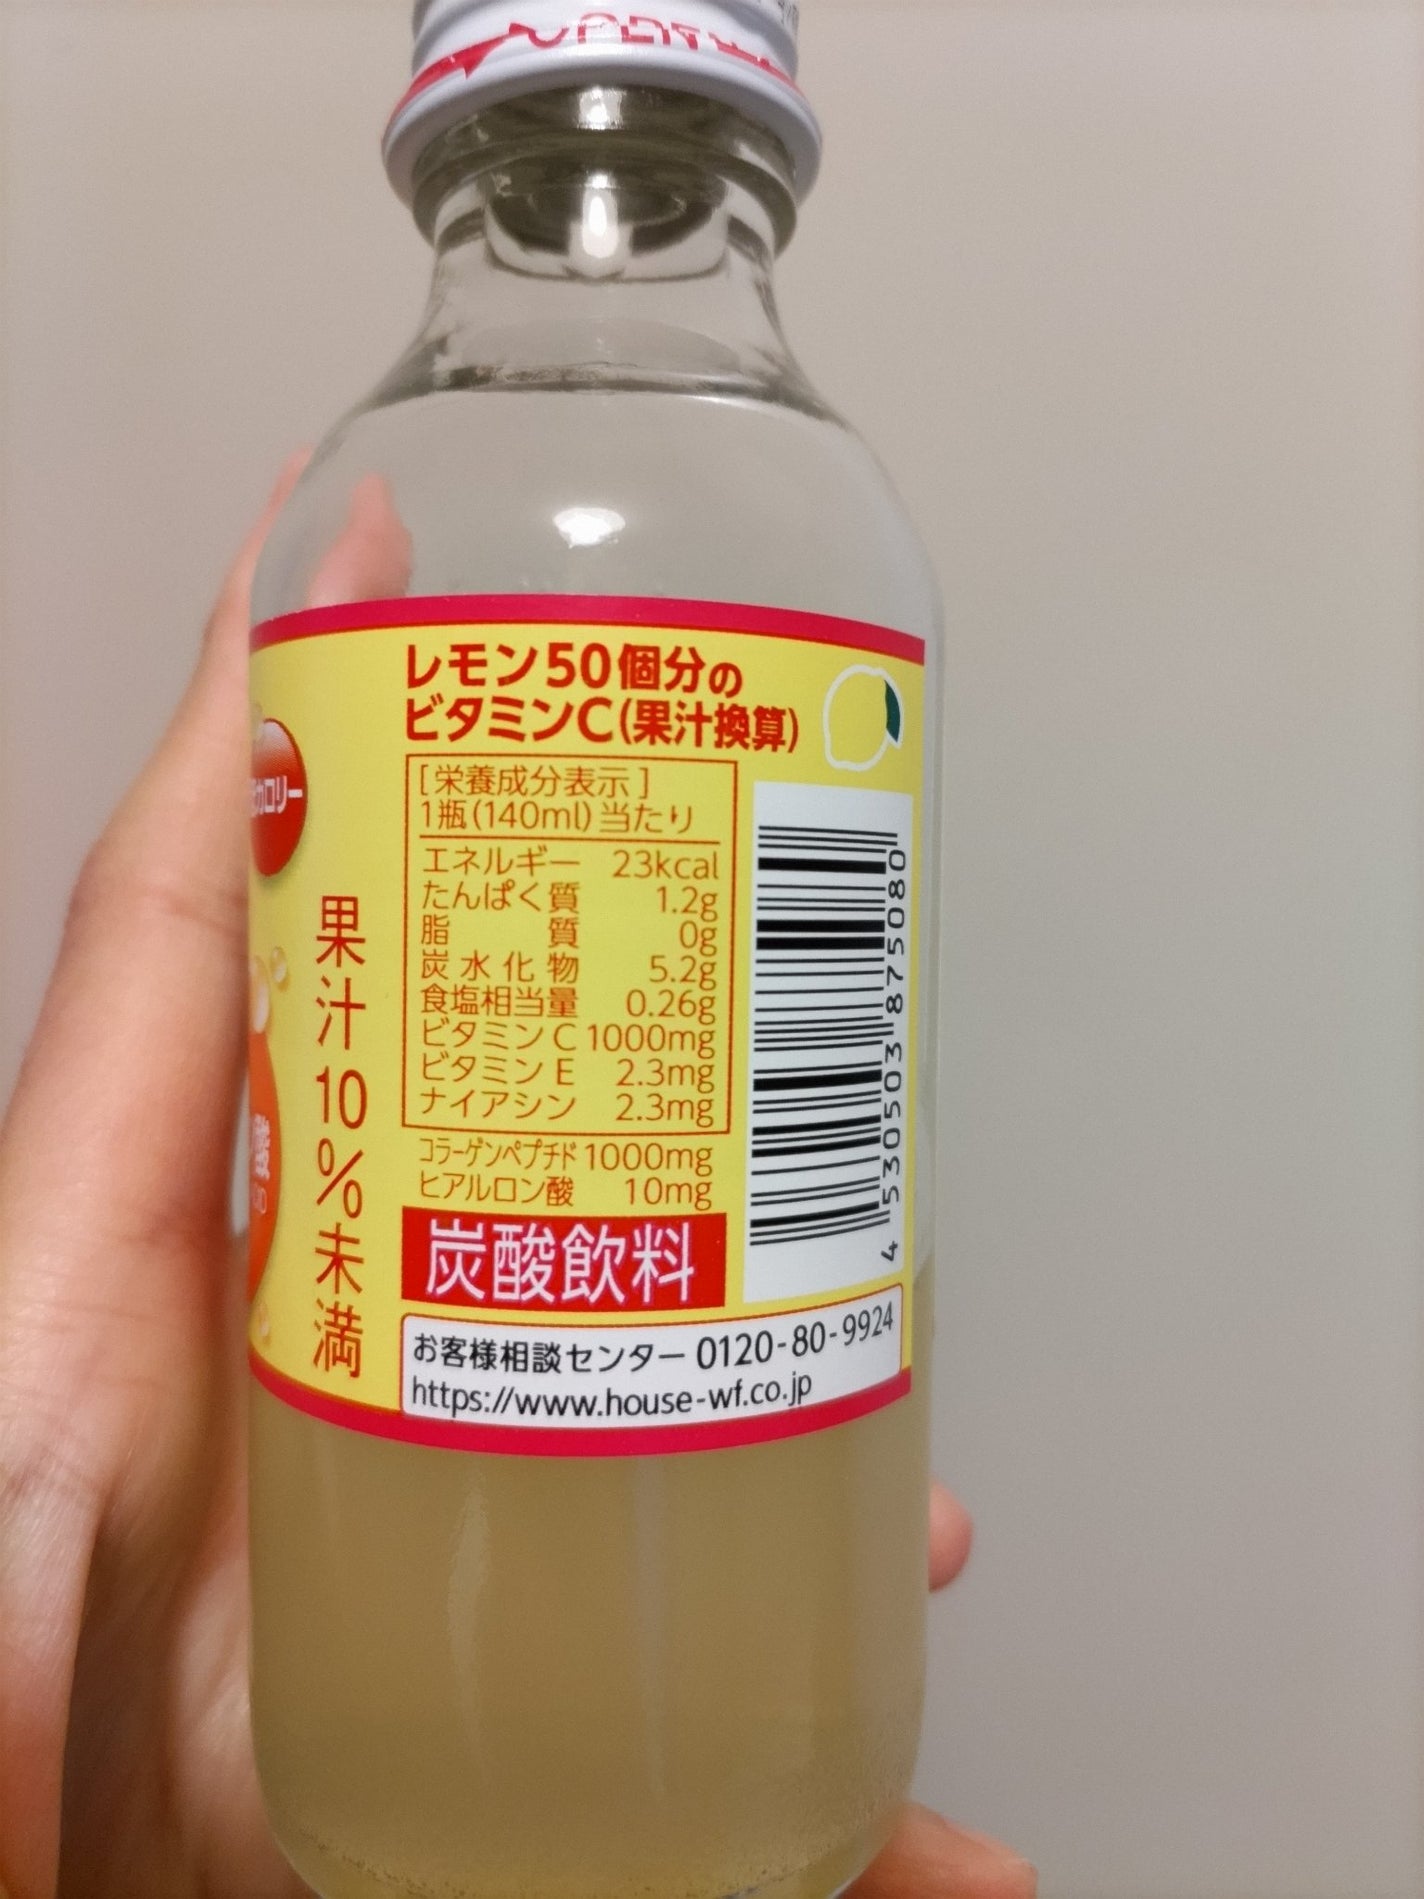 OPEN
カロリー
果汁10%未満
酸
レモン50個分の
ビタミンC(果汁換算)
[栄養成分表示]
1瓶(140ml)当たり
エネルギー 23kcal
たんぱく質 1.2g
脂質 0g
炭水化物 5.2g
食塩相当量 0.26g
ビタミンC 1000mg
ビタミンE 2.3mg
ナイアシン 2.3mg
コラーゲンペプチド 1000mg
ヒアルロン酸 10mg
炭酸飲料
4 530503 875080
お客様相談センター 0120-80-9924
https://www.house-wf.co.jp